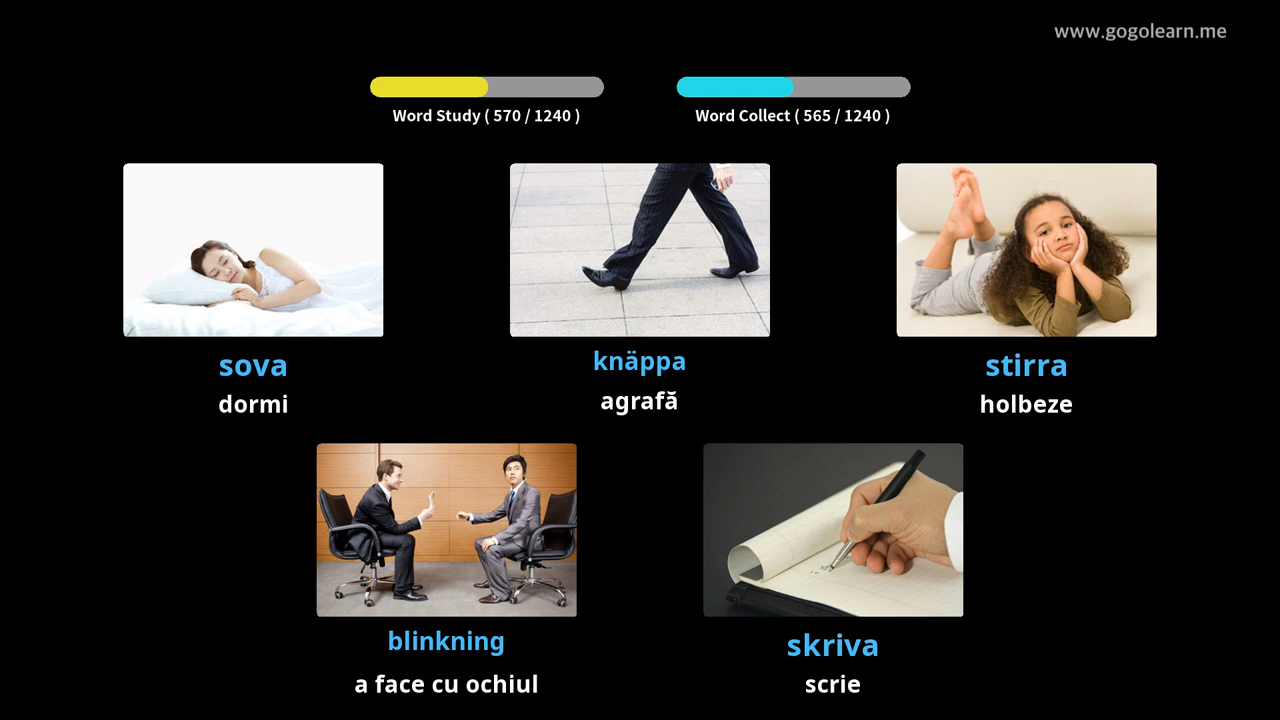 www.gogolearn.me
Word Study ( 570 / 1240 )
Word Collect ( 565 / 1240 )
sova
dormi
knäppa
agrafă
stirra
holbeze
blinkning
a face cu ochiul
skriva
scrie